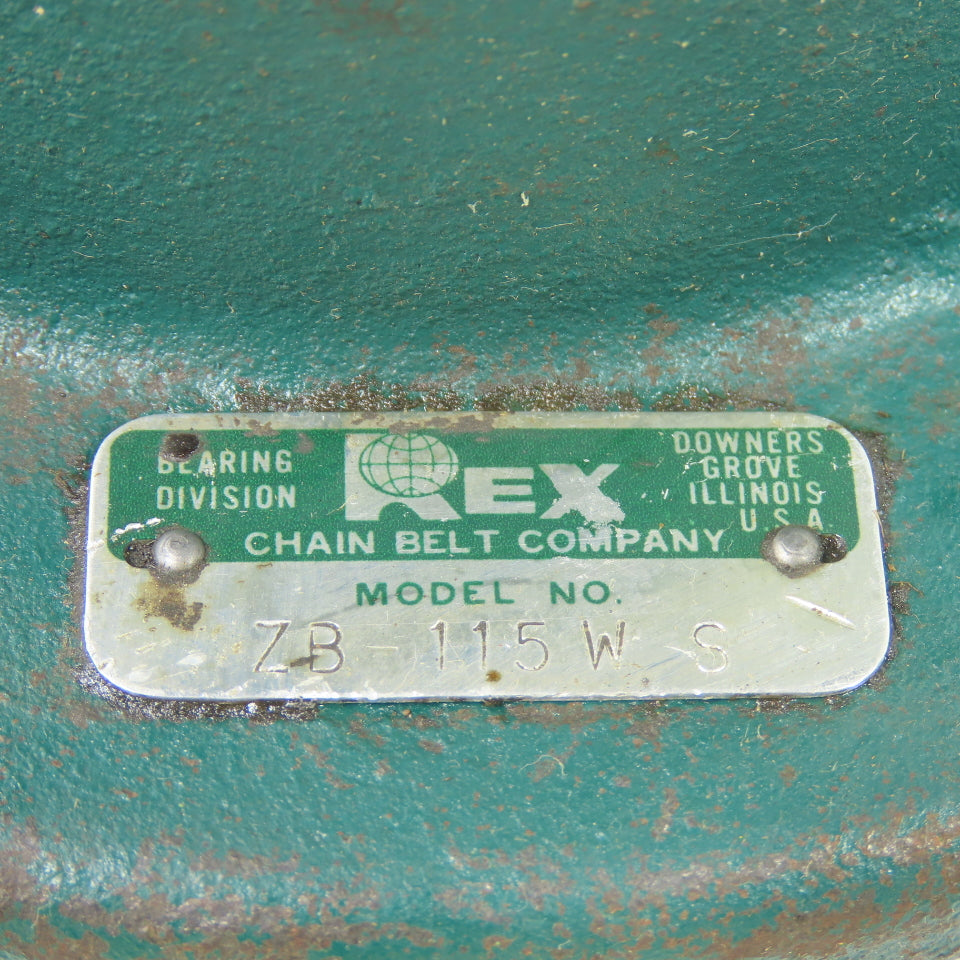 BEARING
DIVISION
REX
DOWNERS
GROVE
ILLINOIS
U.S.A.
CHAIN BELT COMPANY
MODEL NO.
ZB-115 W S